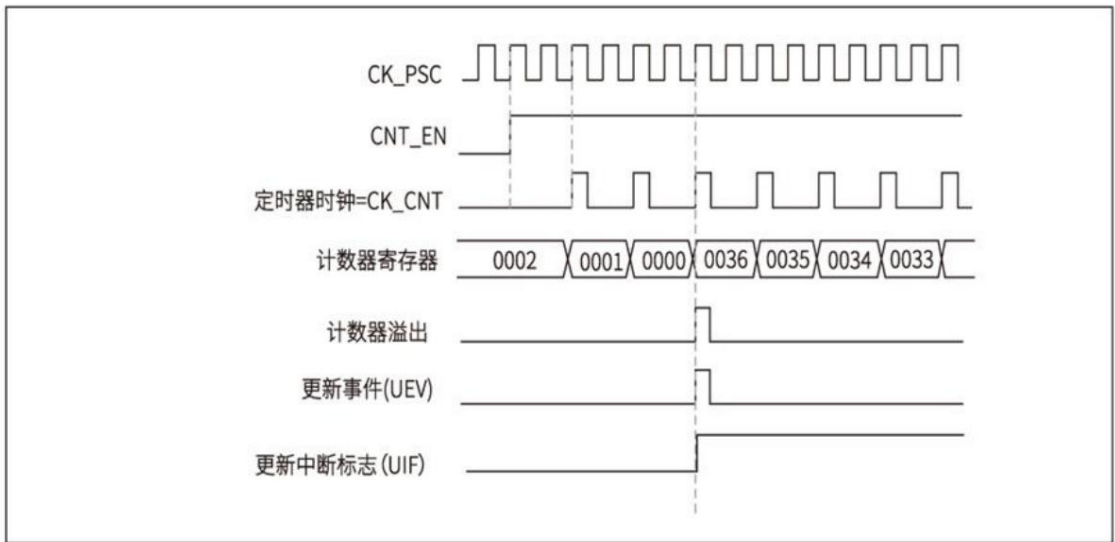 CK_PSC
CNT_EN
定时器时钟=CK_CNT
计数器寄存器 0002 0001 0000 0036 0035 0034 0033
计数器溢出
更新事件(UEV)
更新中断标志(UIF)